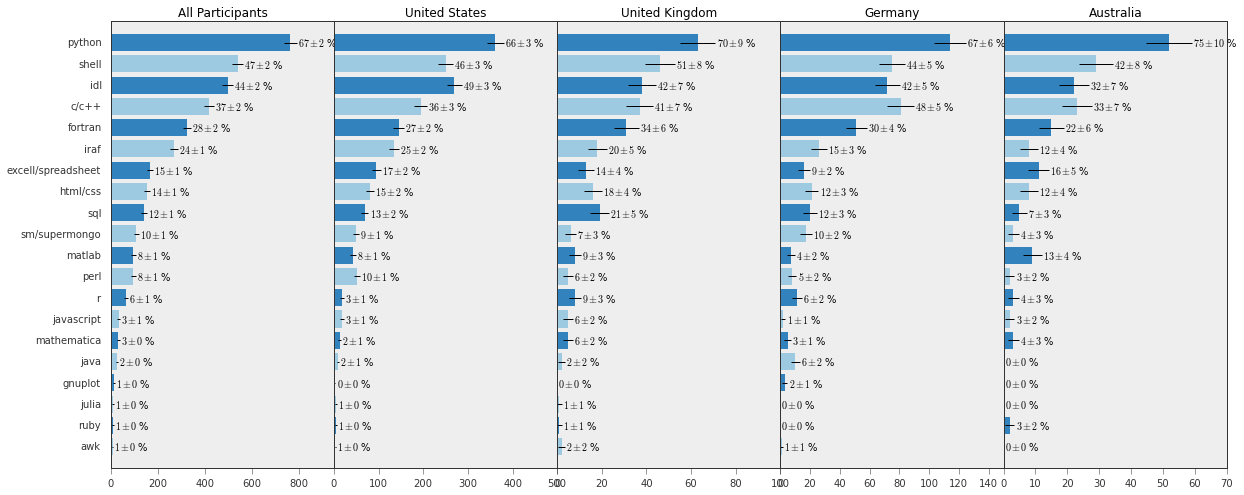 All Participants United States United Kingdom Germany Australia
python 67 ± 2 % 66 ± 3 % 70 ± 9 % 67 ± 6 % 75 ± 10 %
shell 47 ± 2 % 46 ± 3 % 51 ± 8 % 44 ± 5 % 42 ± 8 %
idl 44 ± 2 % 49 ± 3 % 42 ± 7 % 42 ± 5 % 32 ± 7 %
c/c++ 37 ± 2 % 36 ± 3 % 41 ± 7 % 48 ± 5 % 33 ± 7 %
fortran 28 ± 2 % 27 ± 2 % 34 ± 6 % 30 ± 4 % 22 ± 6 %
iraf 24 ± 1 % 25 ± 2 % 20 ± 5 % 15 ± 3 % 12 ± 4 %
excell/spreadsheet 15 ± 1 % 17 ± 2 % 14 ± 4 % 9 ± 2 % 16 ± 5 %
html/css 14 ± 1 % 15 ± 2 % 18 ± 4 % 12 ± 3 % 12 ± 4 %
sql 12 ± 1 % 13 ± 2 % 21 ± 5 % 12 ± 3 % 7 ± 3 %
sm/supermongo 10 ± 1 % 9 ± 1 % 7 ± 3 % 10 ± 2 % 4 ± 3 %
matlab 8 ± 1 % 8 ± 1 % 9 ± 3 % 4 ± 2 % 13 ± 4 %
perl 8 ± 1 % 10 ± 1 % 6 ± 2 % 5 ± 2 % 3 ± 2 %
r 6 ± 1 % 3 ± 1 % 9 ± 3 % 6 ± 2 % 4 ± 3 %
javascript 3 ± 1 % 3 ± 1 % 6 ± 2 % 1 ± 1 % 3 ± 2 %
mathematica 3 ± 0 % 2 ± 1 % 6 ± 2 % 3 ± 1 % 4 ± 3 %
java 2 ± 0 % 2 ± 1 % 2 ± 2 % 6 ± 2 % 0 ± 0 %
gnuplot 1 ± 0 % 0 ± 0 % 0 ± 0 % 2 ± 1 % 0 ± 0 %
julia 1 ± 0 % 1 ± 0 % 1 ± 1 % 0 ± 0 % 0 ± 0 %
ruby 1 ± 0 % 1 ± 0 % 1 ± 1 % 0 ± 0 % 3 ± 2 %
awk 1 ± 0 % 1 ± 0 % 2 ± 2 % 1 ± 1 % 0 ± 0 %
0 200 400 600 800 0 100 200 300 400 0 20 40 60 80 0 20 40 60 80 100 120 140 0 10 20 30 40 50 60 70